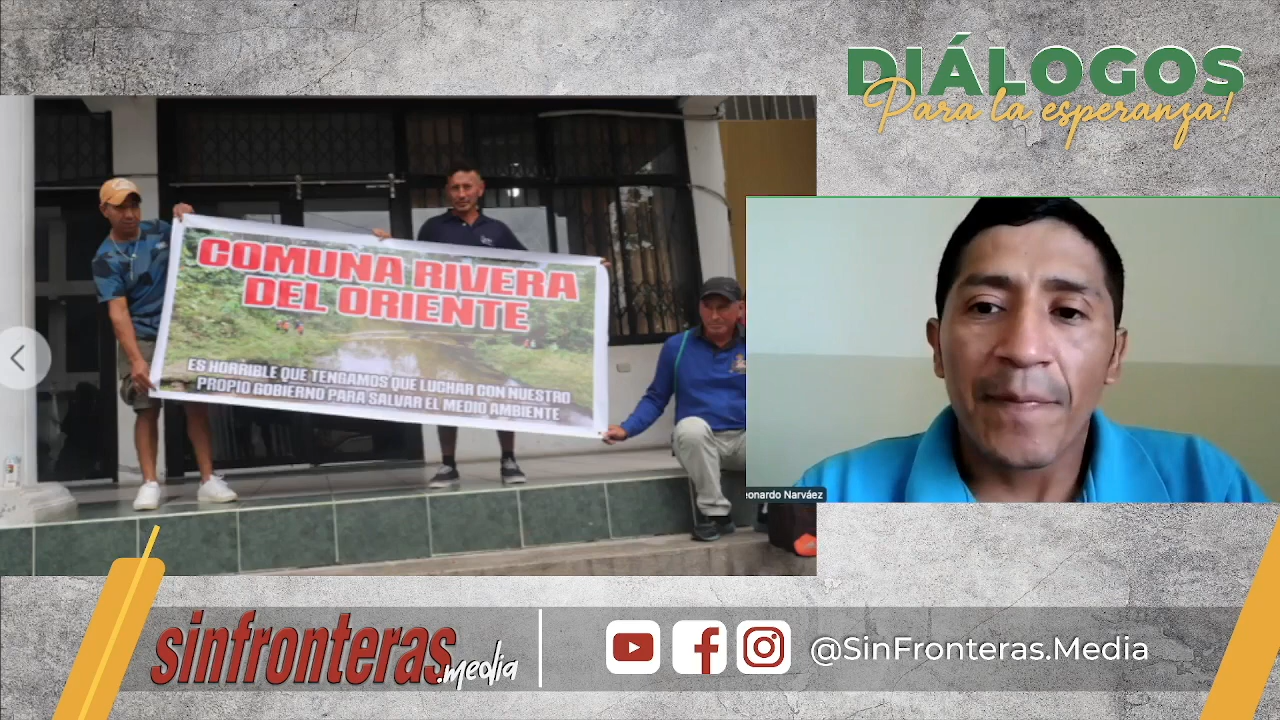 DIÁLOGOS
Para la esperanza!
COMUNA RIVERA
DEL ORIENTE
ES HORRIBLE QUE TENGAMOS QUE LUCHAR CON NUESTRO
PROPIO GOBIERNO PARA SALVAR EL MEDIO AMBIENTE
eonardo Narváez
sinfronteras
.media
@SinFronteras.Media